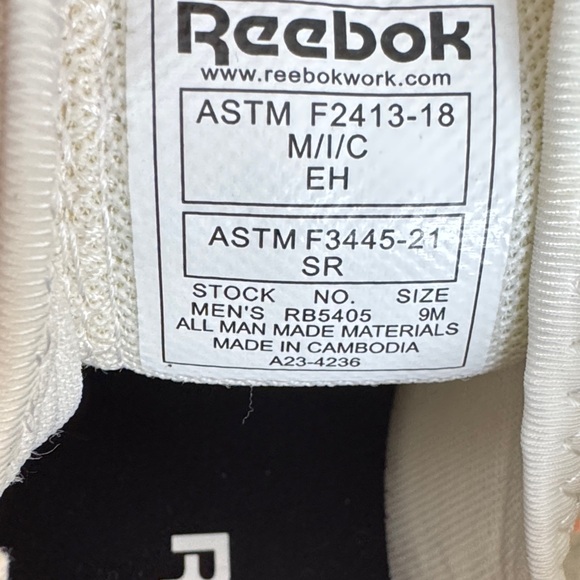 Reebok
www.reebokwork.com
ASTM F2413-18
M/I/C
EH
ASTM F3445-21
SR
STOCK NO. SIZE
MEN'S RB5405 9M
ALL MAN MADE MATERIALS
MADE IN CAMBODIA
A23-4236
R